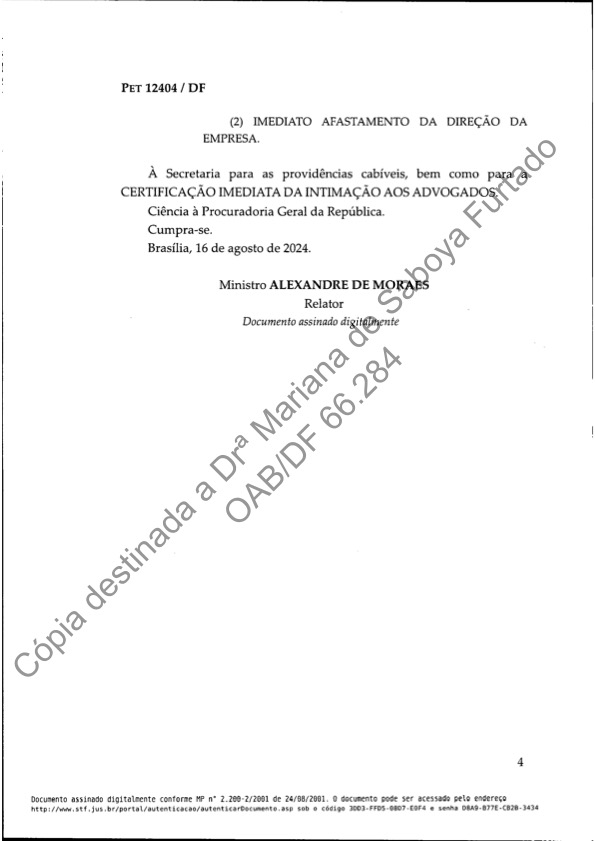 PET 12404 / DF
(2) IMEDIATO AFASTAMENTO DA DIREÇÃO DA
EMPRESA.
À Secretaria para as providências cabíveis, bem como para a
CERTIFICAÇÃO IMEDIATA DA INTIMAÇÃO AOS ADVOGADOS.
Ciência à Procuradoria Geral da República.
Cumpra-se.
Brasília, 16 de agosto de 2024.
Ministro ALEXANDRE DE MORAES
Relator
Documento assinado digitalmente
Cópia destinada a Drª Mariana de Saboya Furtado
OAB/DF 66.284
4
Documento assinado digitalmente conforme MP n° 2.200-2/2001 de 24/08/2001. O documento pode ser acessado pelo endereço
http://www.stf.jus.br/portal/autenticacao/autenticarDocumento.asp sob o código 3DD3-FFD5-08D7-E0F4 e senha D8A9-B77E-CB2B-3434